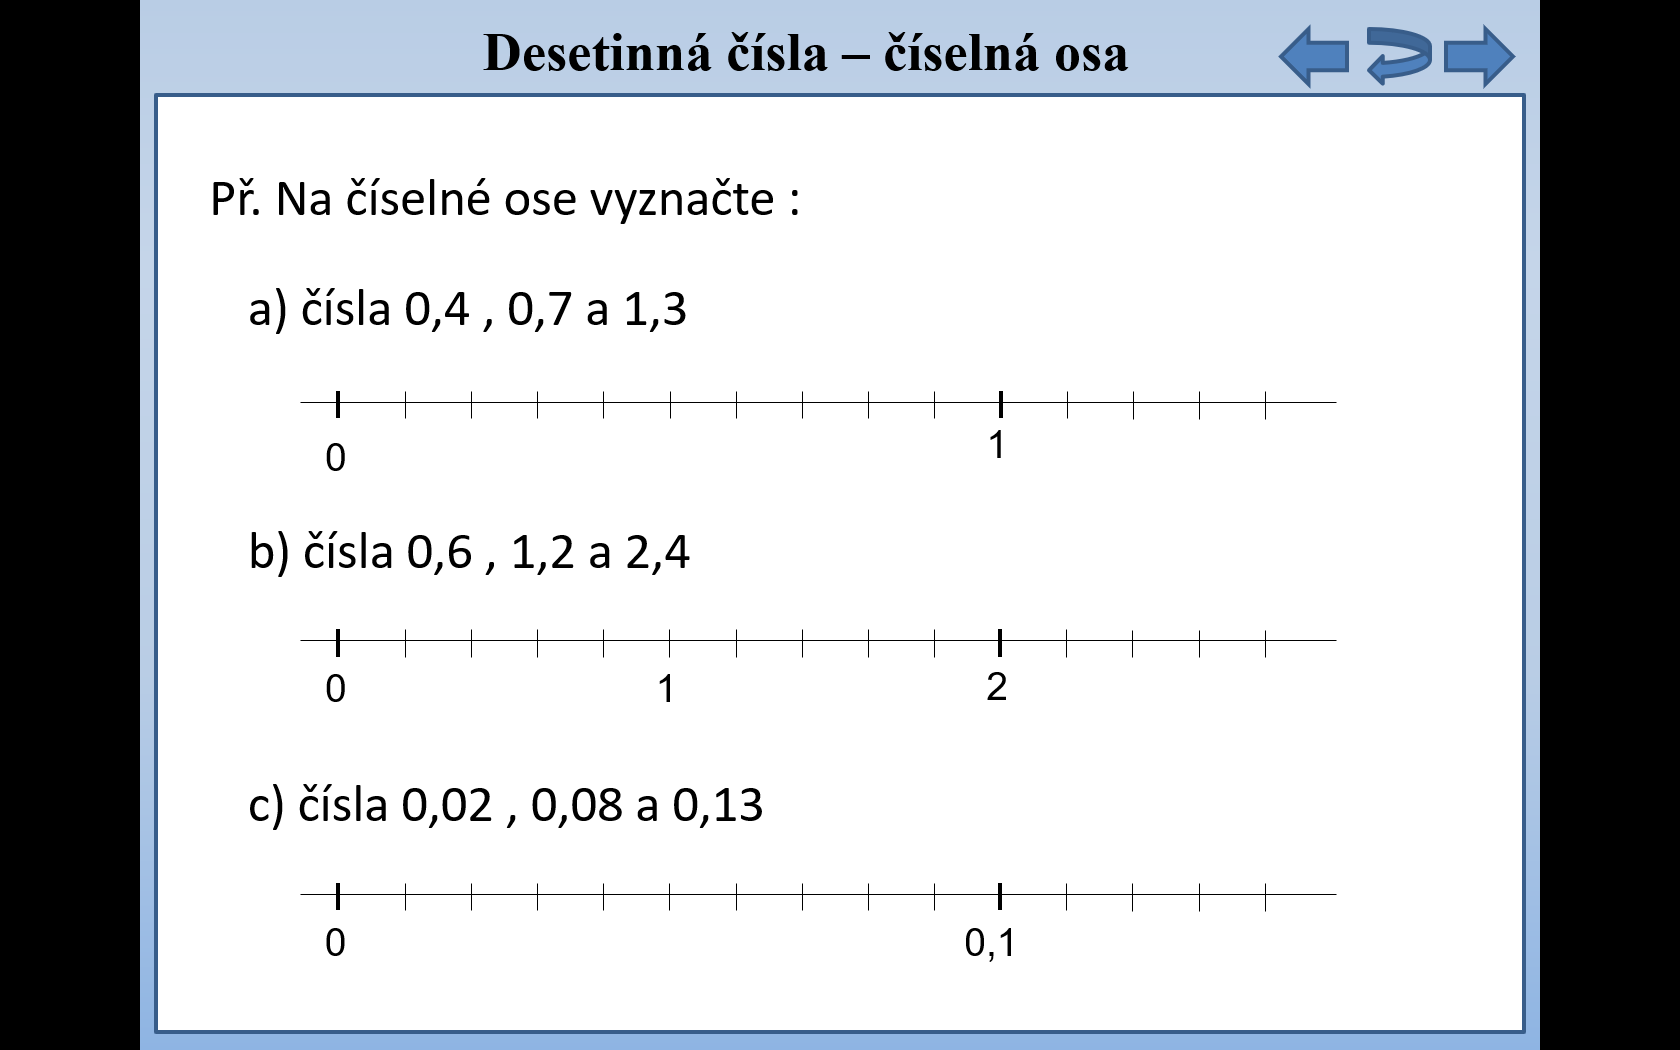 Desetinná čísla – číselná osa
Př. Na číselné ose vyznačte :
a) čísla 0,4 , 0,7 a 1,3
0 1
b) čísla 0,6 , 1,2 a 2,4
0 1 2
c) čísla 0,02 , 0,08 a 0,13
0 0,1